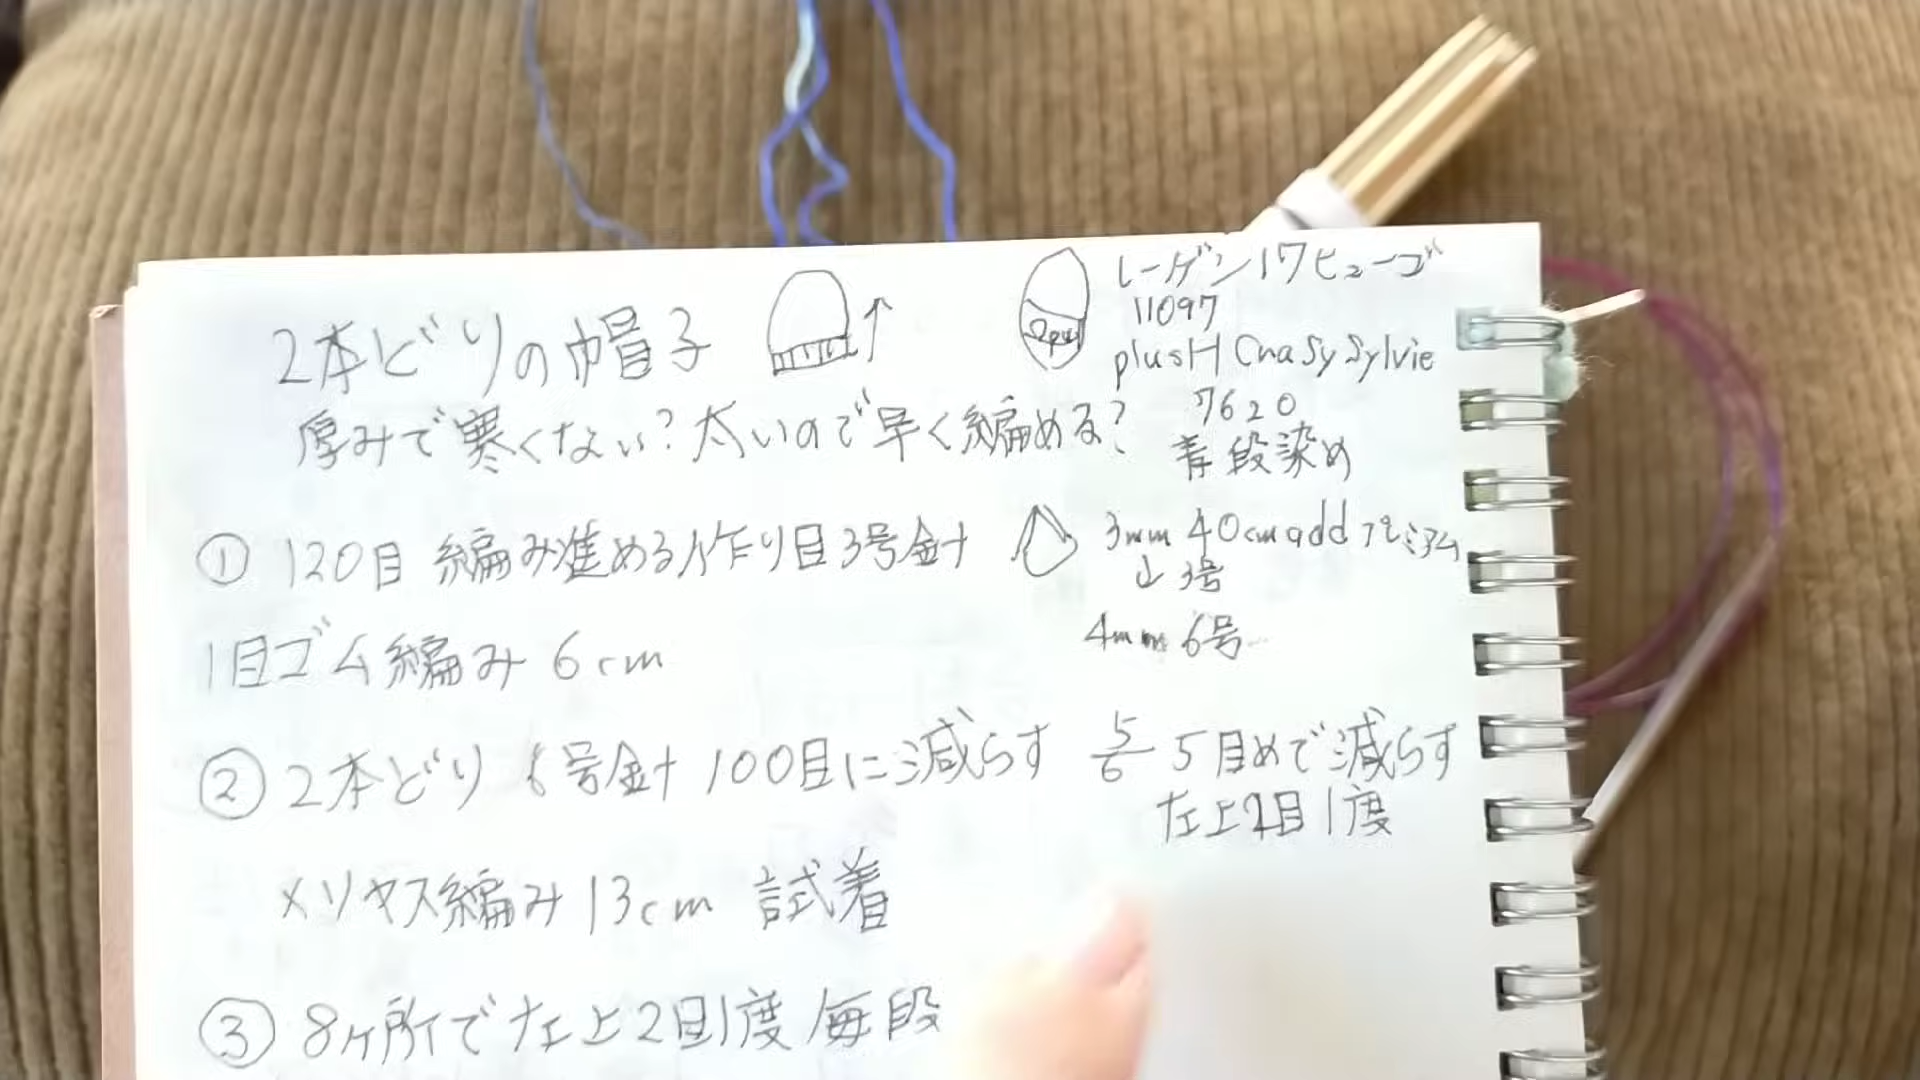 2本どりの帽子
厚みで寒くない?太いので早く編める?
レーゲン17ヒューゴ
11097
plusH Cnasy Sylvie
7620
青段染め
① 120目 編み進める 作り目3号針
3mm 40cm add プレミアム
3号
4mm 6号
1目ゴム編み 6cm
② 2本どり 6号針 100目に減らす
5/6 5目めで減らす
左上2目1度
メリヤス編み 13cm 試着
③ 8ヶ所で左上2目1度 毎段